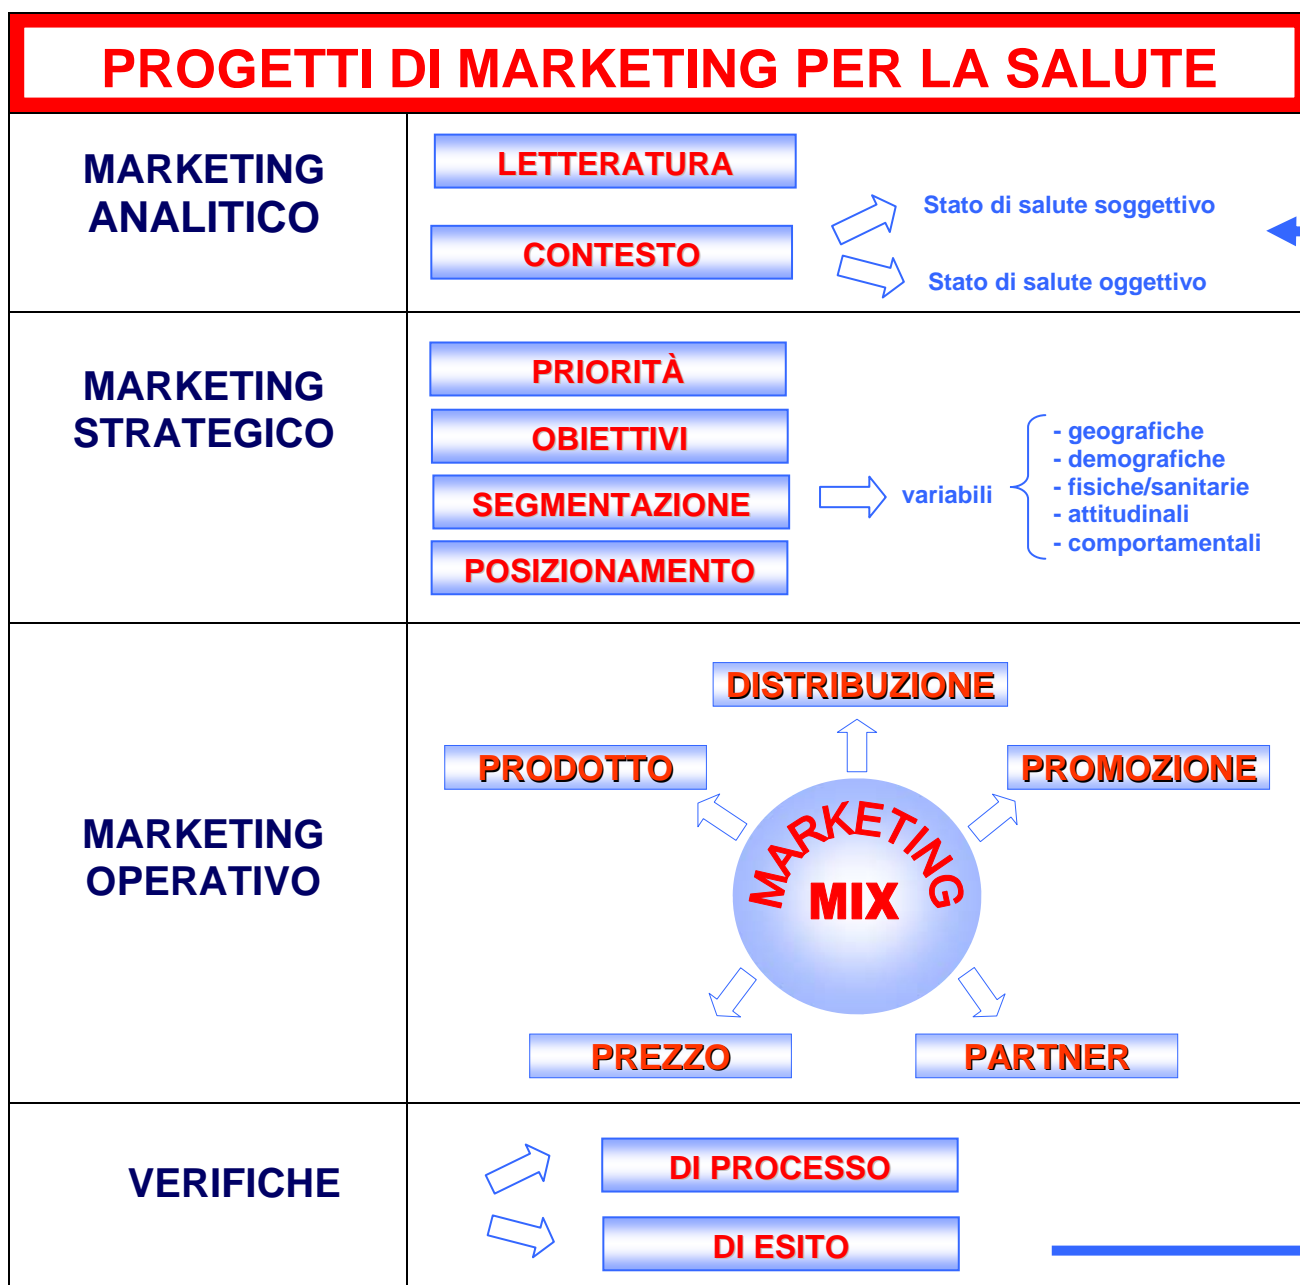 PROGETTI DI MARKETING PER LA SALUTE
MARKETING
ANALITICO
LETTERATURA
CONTESTO
Stato di salute soggettivo
Stato di salute oggettivo
MARKETING
STRATEGICO
PRIORITÀ
OBIETTIVI
SEGMENTAZIONE
POSIZIONAMENTO
variabili
- geografiche
- demografiche
- fisiche/sanitarie
- attitudinali
- comportamentali
MARKETING
OPERATIVO
DISTRIBUZIONE
PRODOTTO
PROMOZIONE
MARKETING
MIX
PREZZO
PARTNER
VERIFICHE
DI PROCESSO
DI ESITO